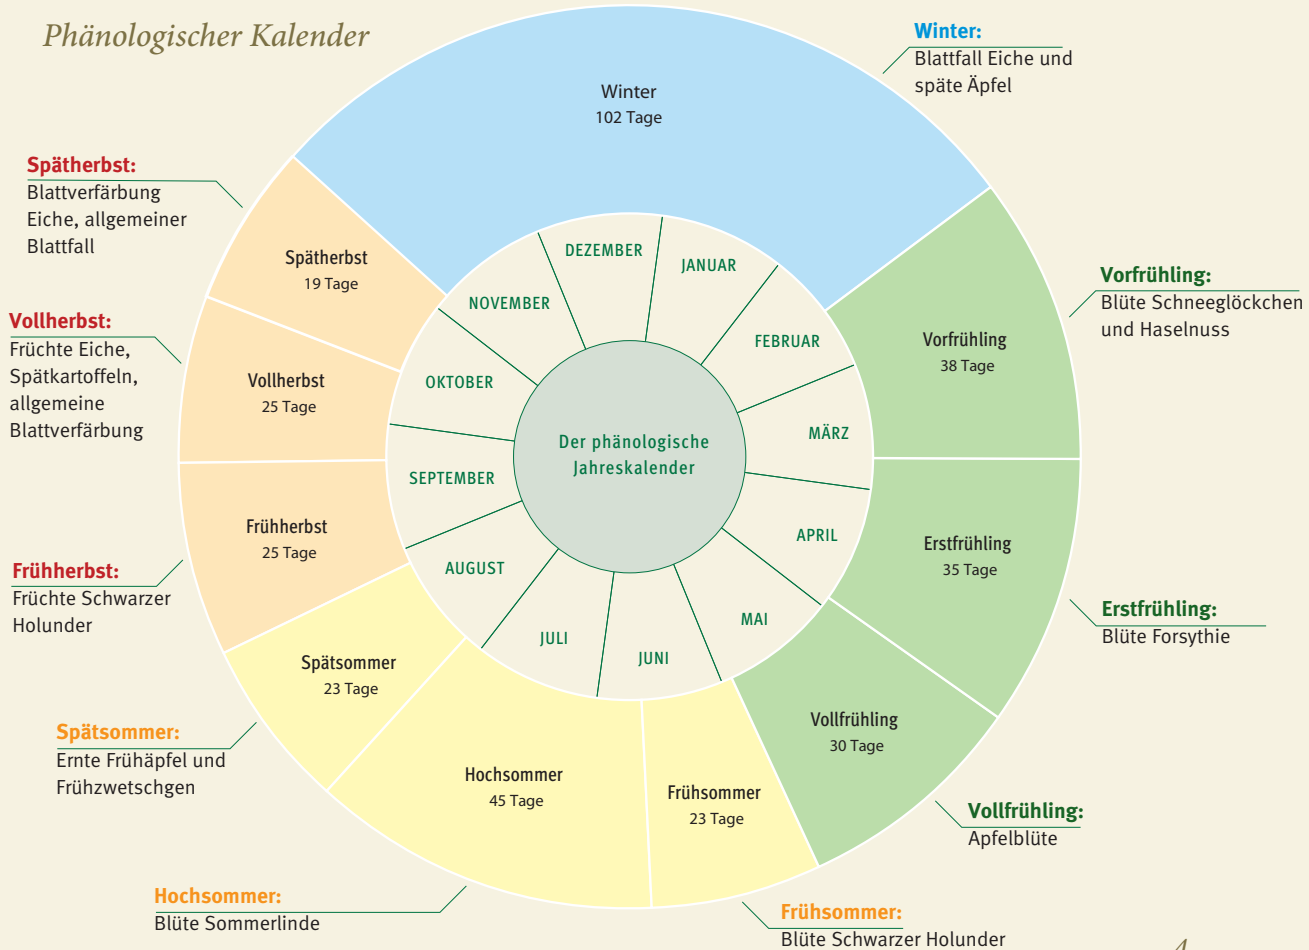 Phänologischer Kalender
Winter:
Blattfall Eiche und
späte Äpfel
Winter
102 Tage
Spätherbst:
Blattverfärbung
Eiche, allgemeiner
Blattfall
Spätherbst
19 Tage
DEZEMBER
JANUAR
NOVEMBER
FEBRUAR
OKTOBER
MÄRZ
SEPTEMBER
APRIL
AUGUST
MAI
JULI
JUNI
Der phänologische
Jahreskalender
Vorfrühling:
Blüte Schneeglöckchen
und Haselnuss
Vorfrühling
38 Tage
Vollherbst:
Früchte Eiche,
Spätkartoffeln,
allgemeine
Blattverfärbung
Vollherbst
25 Tage
Frühherbst
25 Tage
Erstfrühling
35 Tage
Frühherbst:
Früchte Schwarzer
Holunder
Erstfrühling:
Blüte Forsythie
Spätsommer
23 Tage
Vollfrühling
30 Tage
Spätsommer:
Ernte Frühäpfel und
Frühzwetschgen
Hochsommer
45 Tage
Frühsommer
23 Tage
Vollfrühling:
Apfelblüte
Hochsommer:
Blüte Sommerlinde
Frühsommer:
Blüte Schwarzer Holunder